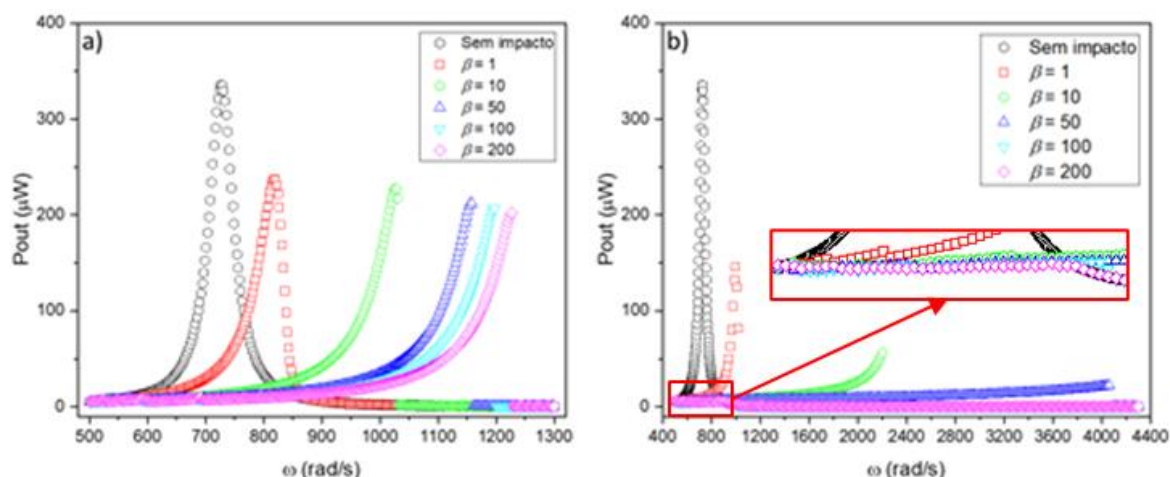 a)
Pout (μW)
400
300
200
100
0
Sem impacto
β = 1
β = 10
β = 50
β = 100
β = 200
500 600 700 800 900 1000 1100 1200 1300
ω (rad/s)
b)
Pout (μW)
400
300
200
100
0
Sem impacto
β = 1
β = 10
β = 50
β = 100
β = 200
400 800 1200 1600 2000 2400 2800 3200 3600 4000 4400
ω (rad/s)